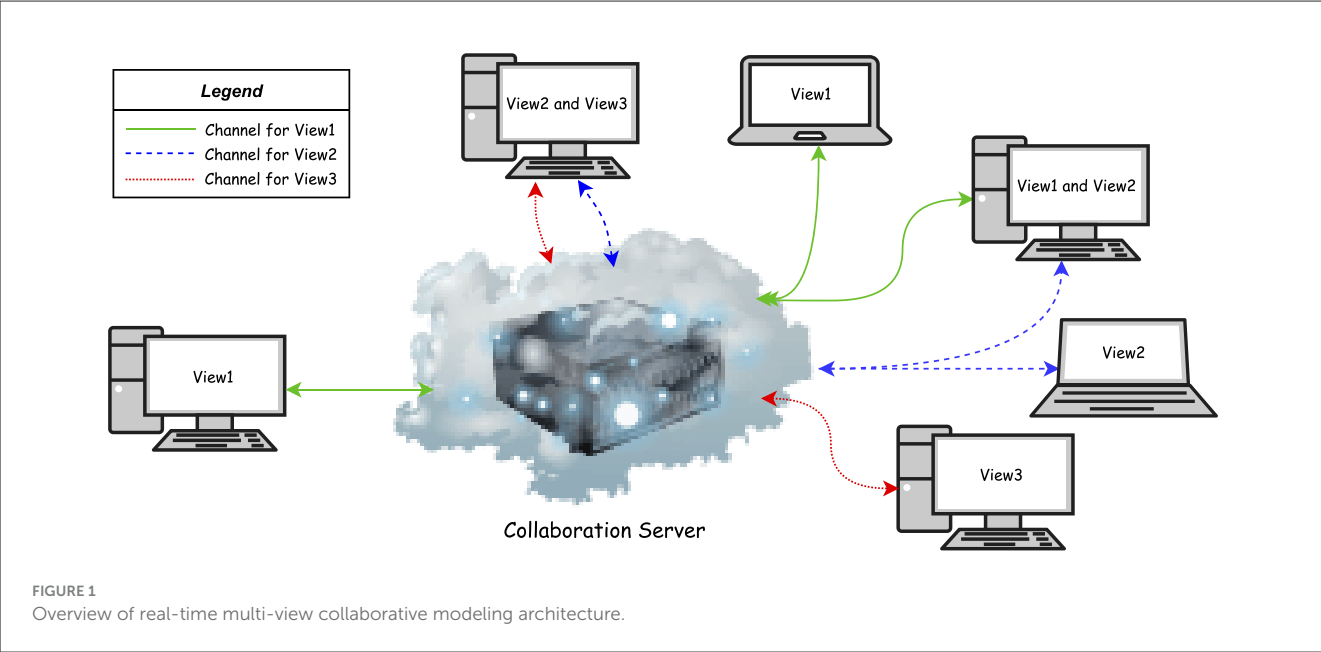 Legend
Channel for View1
Channel for View2
Channel for View3
View2 and View3
View1
View1 and View2
View1
View2
View3
Collaboration Server
FIGURE 1
Overview of real-time multi-view collaborative modeling architecture.